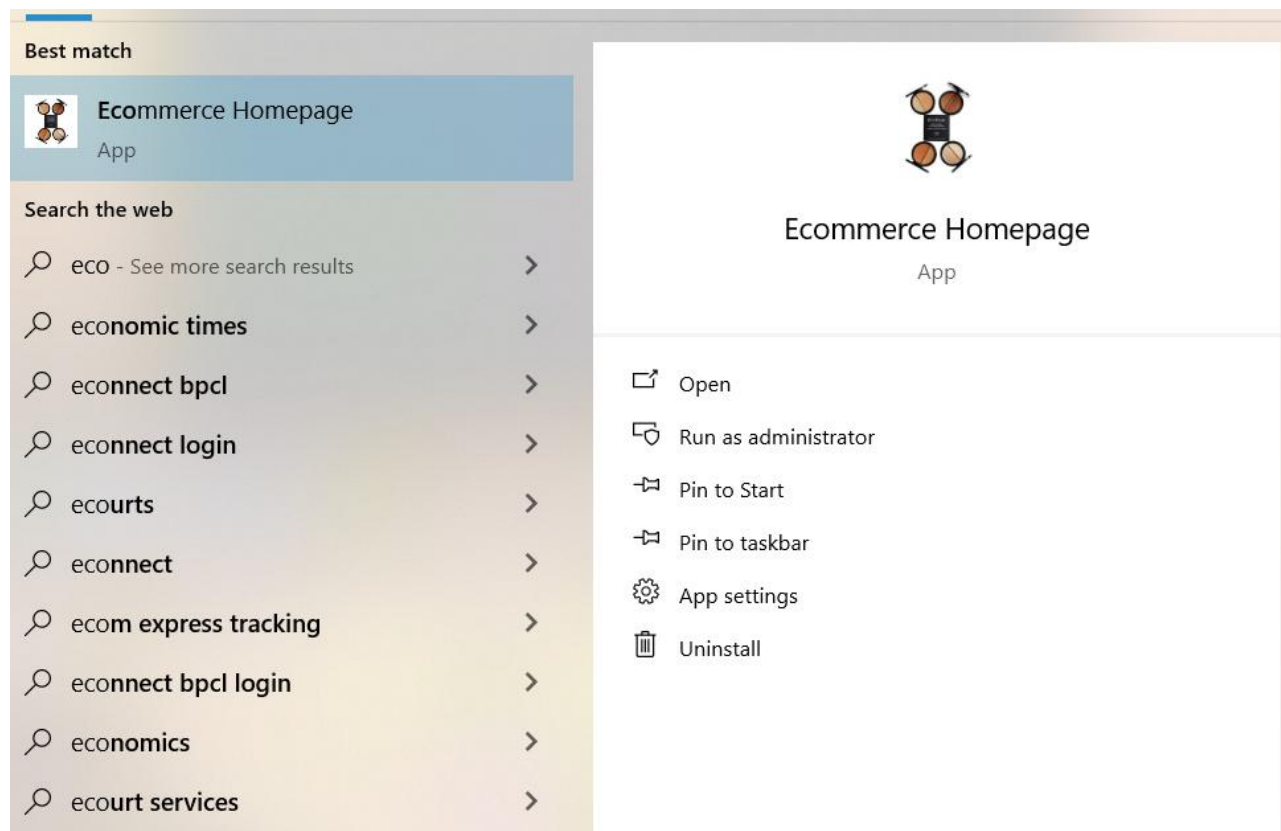 Best match
Ecommerce Homepage
App
Search the web
eco - See more search results
economic times
econnect bpcl
econnect login
ecourts
econnect
ecom express tracking
econnect bpcl login
economics
ecourt services
Ecommerce Homepage
App
Open
Run as administrator
Pin to Start
Pin to taskbar
App settings
Uninstall